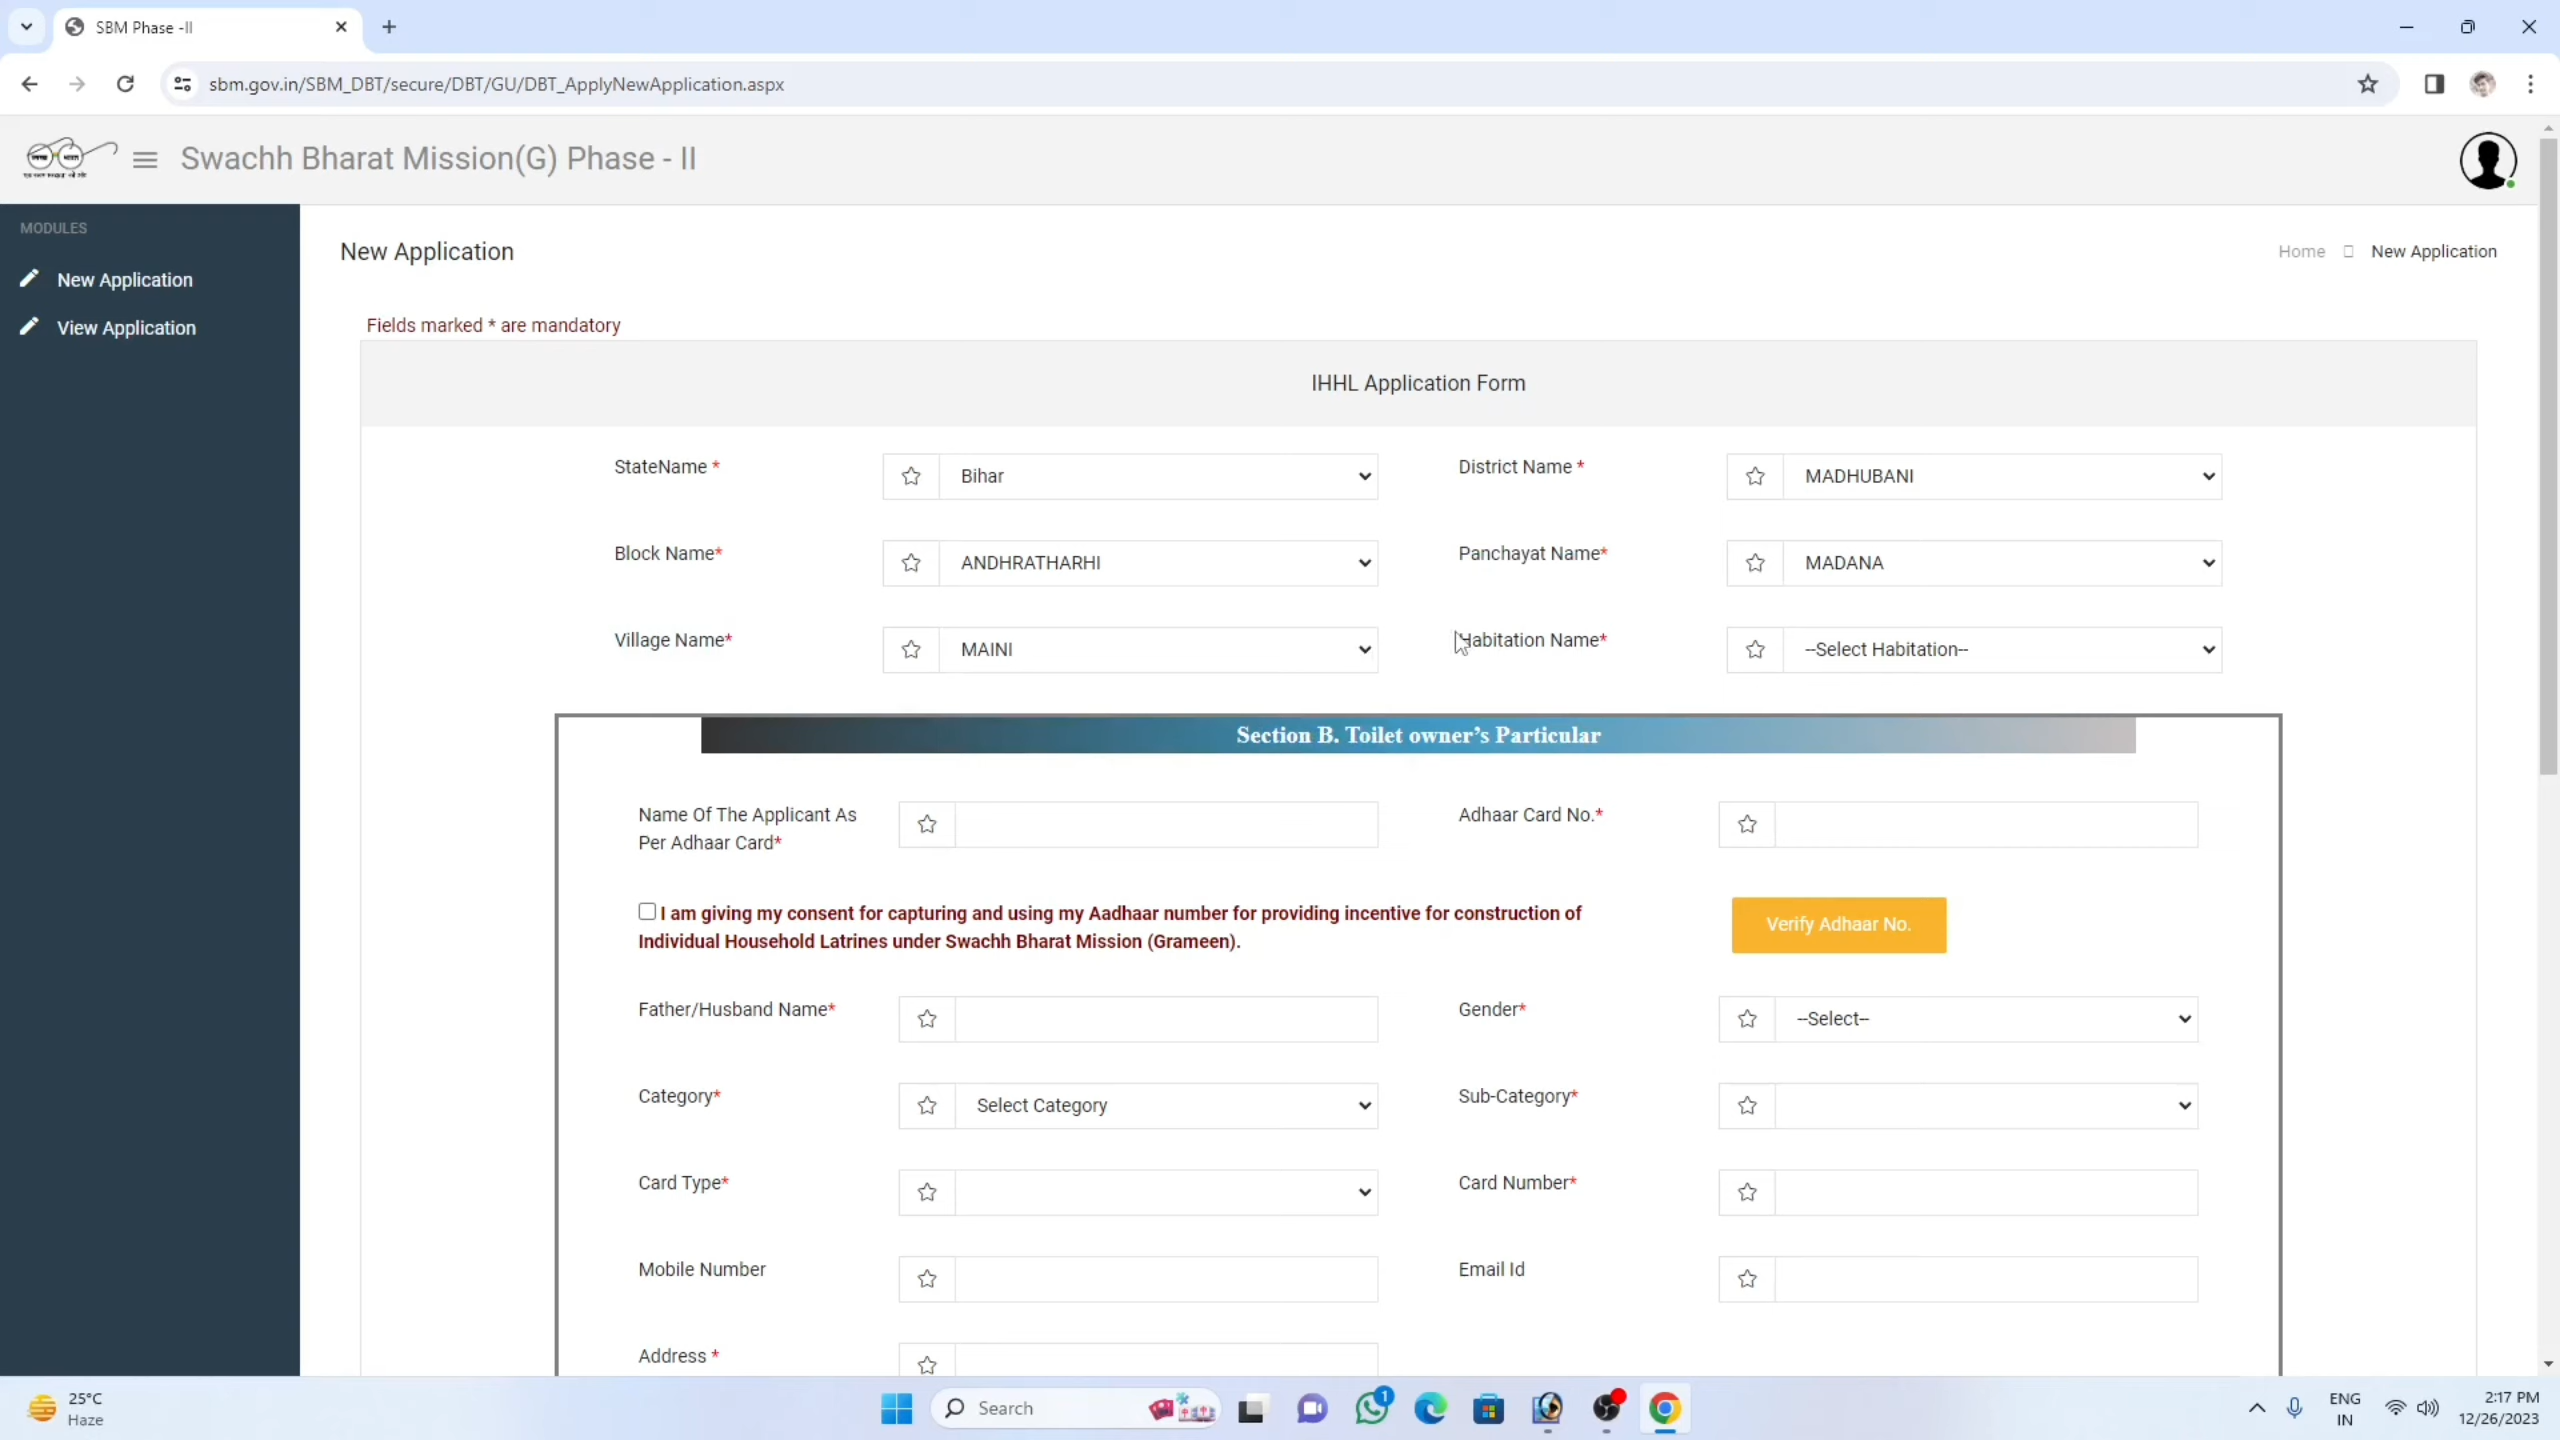 SBM Phase -II
sbm.gov.in/SBM_DBT/secure/DBT/GU/DBT_ApplyNewApplication.aspx
Swachh Bharat Mission(G) Phase - II
MODULES
New Application
View Application
New Application
Home New Application
Fields marked * are mandatory
IHHL Application Form
StateName * Bihar District Name * MADHUBANI
Block Name* ANDHRATHARHI Panchayat Name* MADANA
Village Name* MAINI Habitation Name* --Select Habitation--
Section B. Toilet owner’s Particular
Name Of The Applicant As
Per Adhaar Card*
Adhaar Card No.*
I am giving my consent for capturing and using my Aadhaar number for providing incentive for construction of
Individual Household Latrines under Swachh Bharat Mission (Grameen).
Verify Adhaar No.
Father/Husband Name* Gender* --Select--
Category* Select Category Sub-Category*
Card Type* Card Number*
Mobile Number Email Id
Address *
25°C
Haze
Search
1
ENG
IN
2:17 PM
12/26/2023